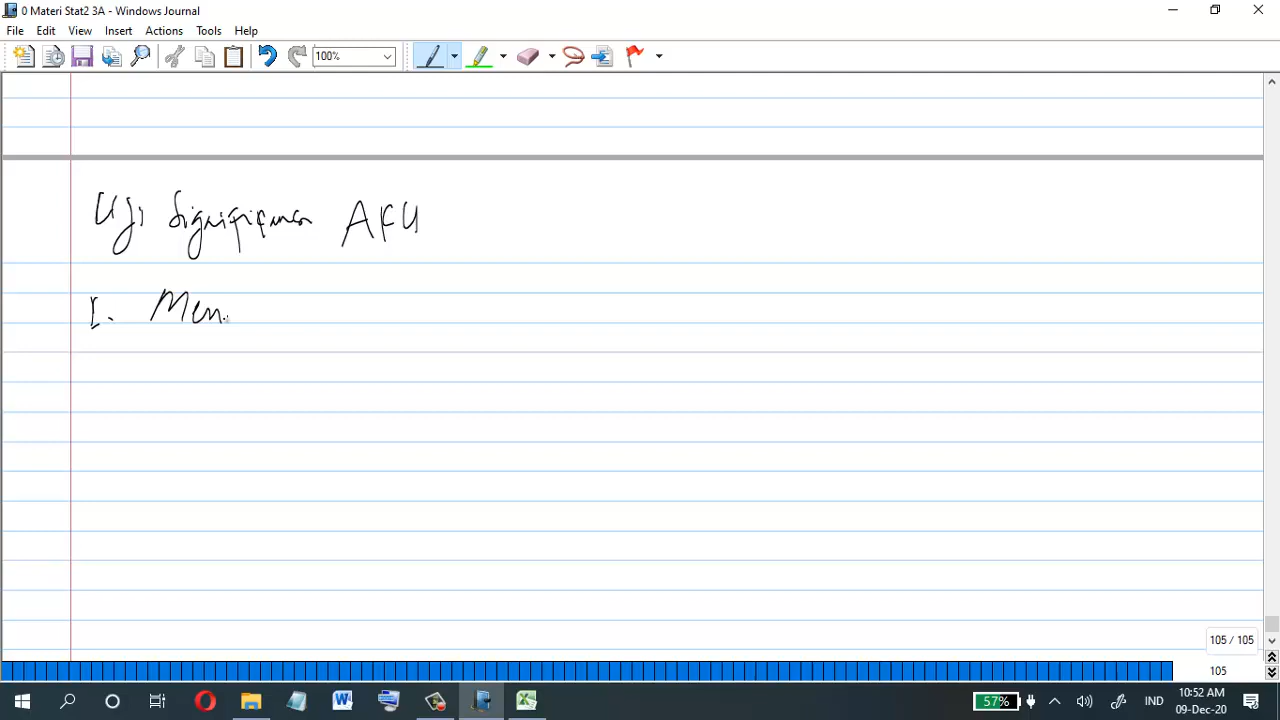 0 Materi Stat2 3A - Windows Journal
File Edit View Insert Actions Tools Help
100%
Uji Signifikansi AKU
I. Men
105 / 105
105
57% IND 10:52 AM
09-Dec-20